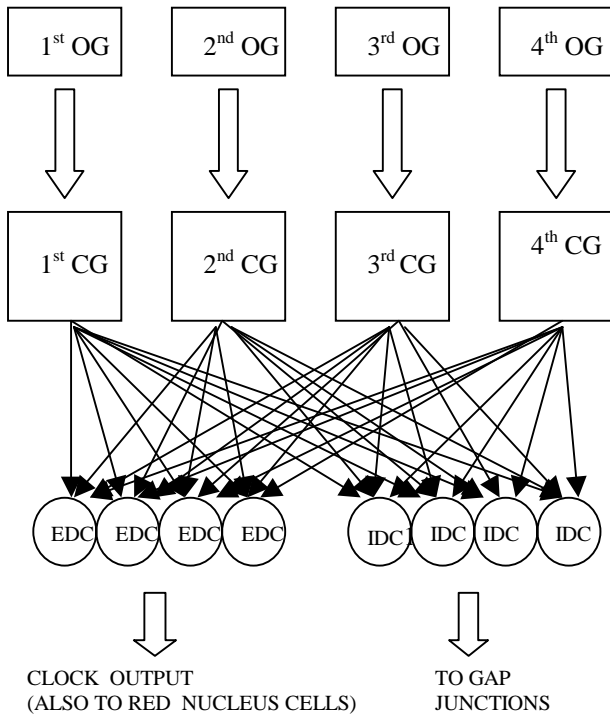 1st OG 2nd OG 3rd OG 4th OG
1st CG 2nd CG 3rd CG 4th CG
EDC EDC EDC EDC IDC1 IDC IDC IDC
CLOCK OUTPUT
(ALSO TO RED NUCLEUS CELLS)
TO GAP
JUNCTIONS